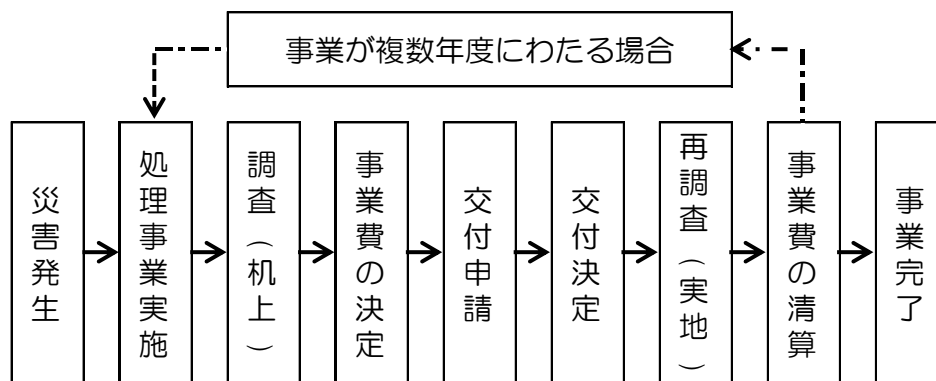 事業が複数年度にわたる場合
災害発生
処理事業実施
調査（机上）
事業費の決定
交付申請
交付決定
再調査（実地）
事業費の清算
事業完了